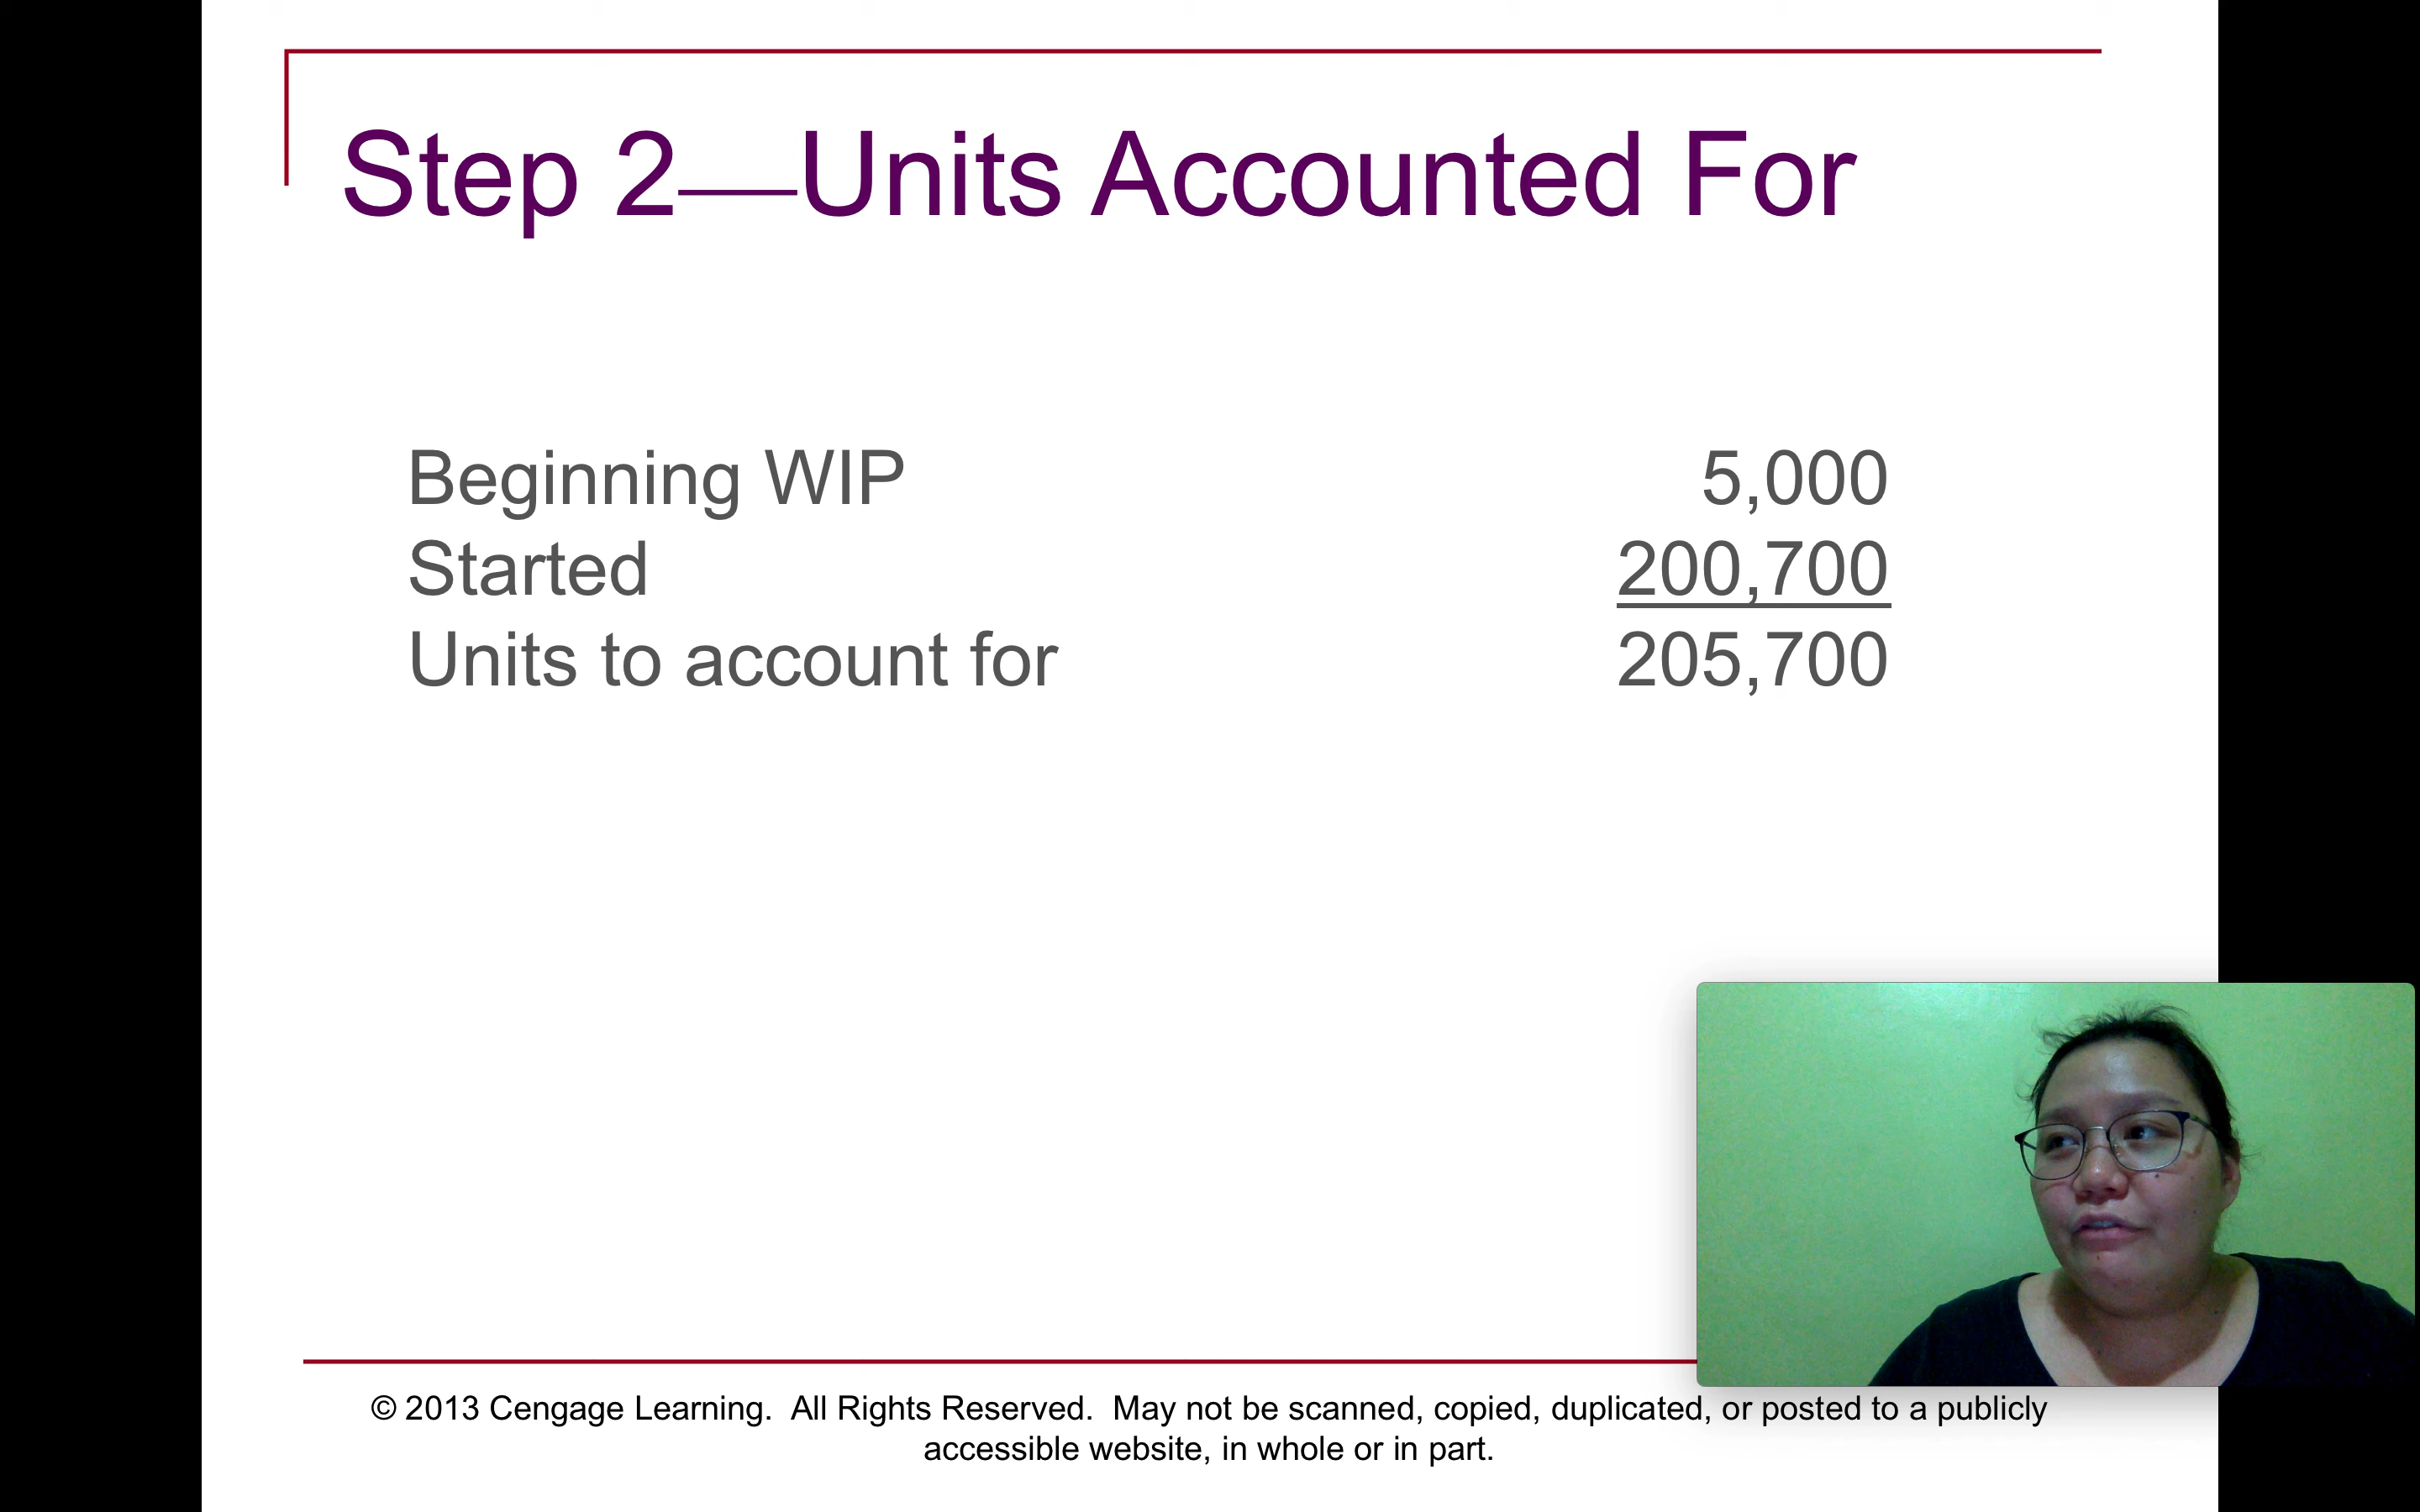 Step 2—Units Accounted For
Beginning WIP 5,000
Started 200,700
Units to account for 205,700
© 2013 Cengage Learning.  All Rights Reserved.  May not be scanned, copied, duplicated, or posted to a publicly
accessible website, in whole or in part.